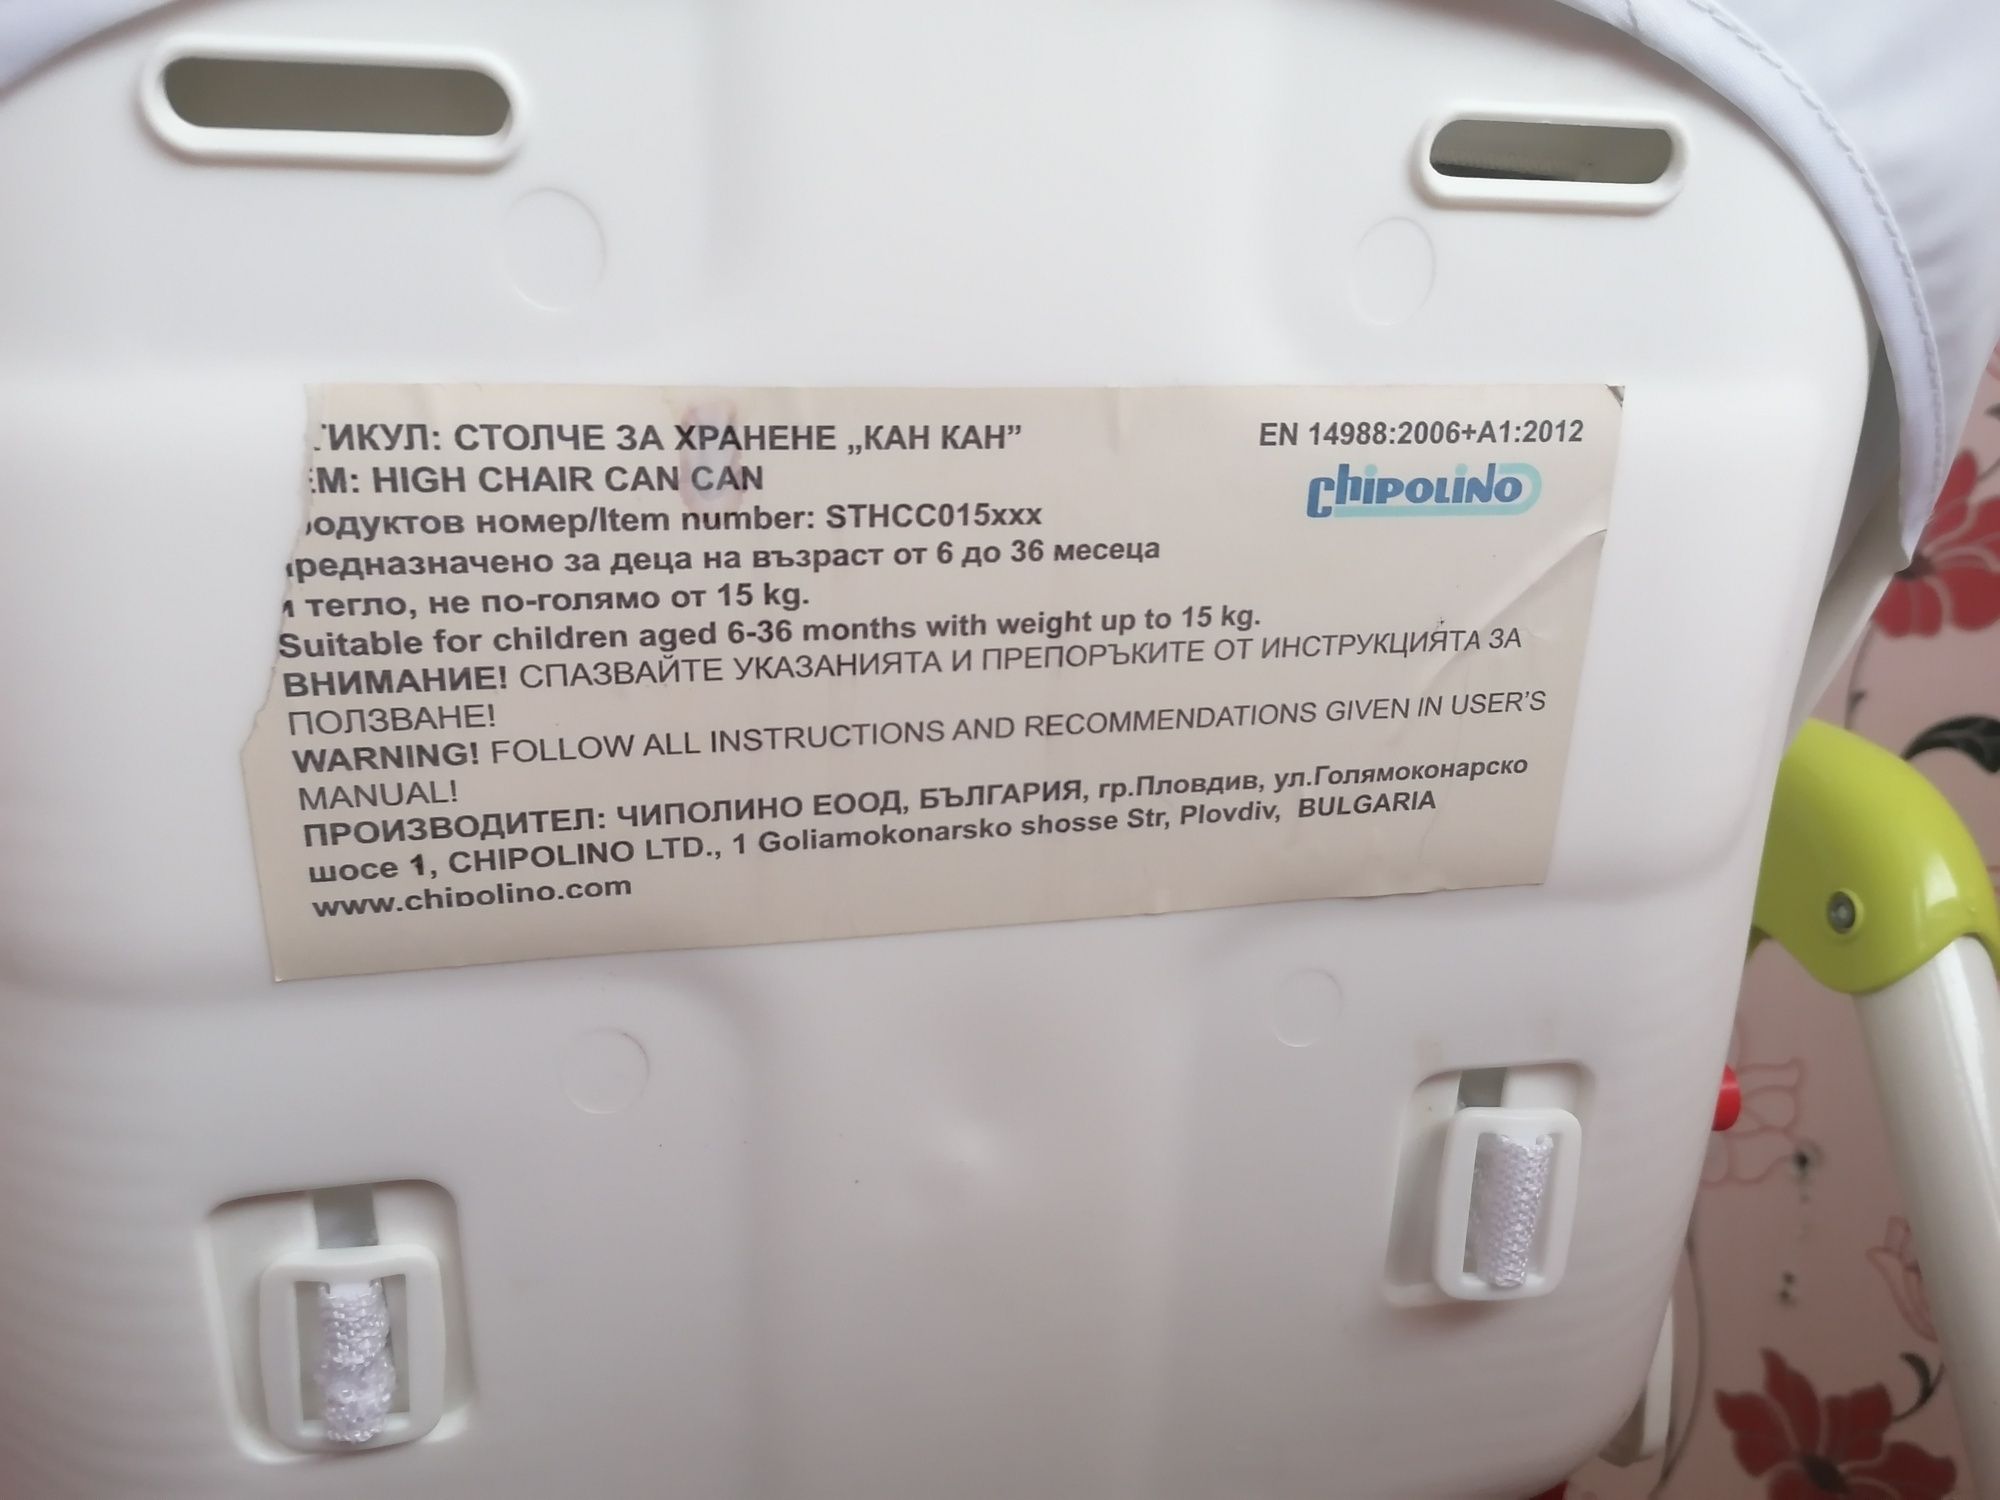 ТИКУЛ: СТОЛЧЕ ЗА ХРАНЕНЕ „КАН КАН”
EN 14988:2006+A1:2012
EM: HIGH CHAIR CAN CAN
chipolino
родуктов номер/Item number: STHCC015xxx
предназначено за деца на възраст от 6 до 36 месеца
и тегло, не по-голямо от 15 kg.
Suitable for children aged 6-36 months with weight up to 15 kg.
ВНИМАНИЕ! СПАЗВАЙТЕ УКАЗАНИЯТА И ПРЕПОРЪКИТЕ ОТ ИНСТРУКЦИЯТА ЗА
ПОЛЗВАНЕ!
WARNING! FOLLOW ALL INSTRUCTIONS AND RECOMMENDATIONS GIVEN IN USER'S
MANUAL!
ПРОИЗВОДИТЕЛ: ЧИПОЛИНО ЕООД, БЪЛГАРИЯ, гр.Пловдив, ул.Голямоконарско
шосе 1, CHIPOLINO LTD., 1 Goliamokonarsko shosse Str, Plovdiv, BULGARIA
www.chipolino.com